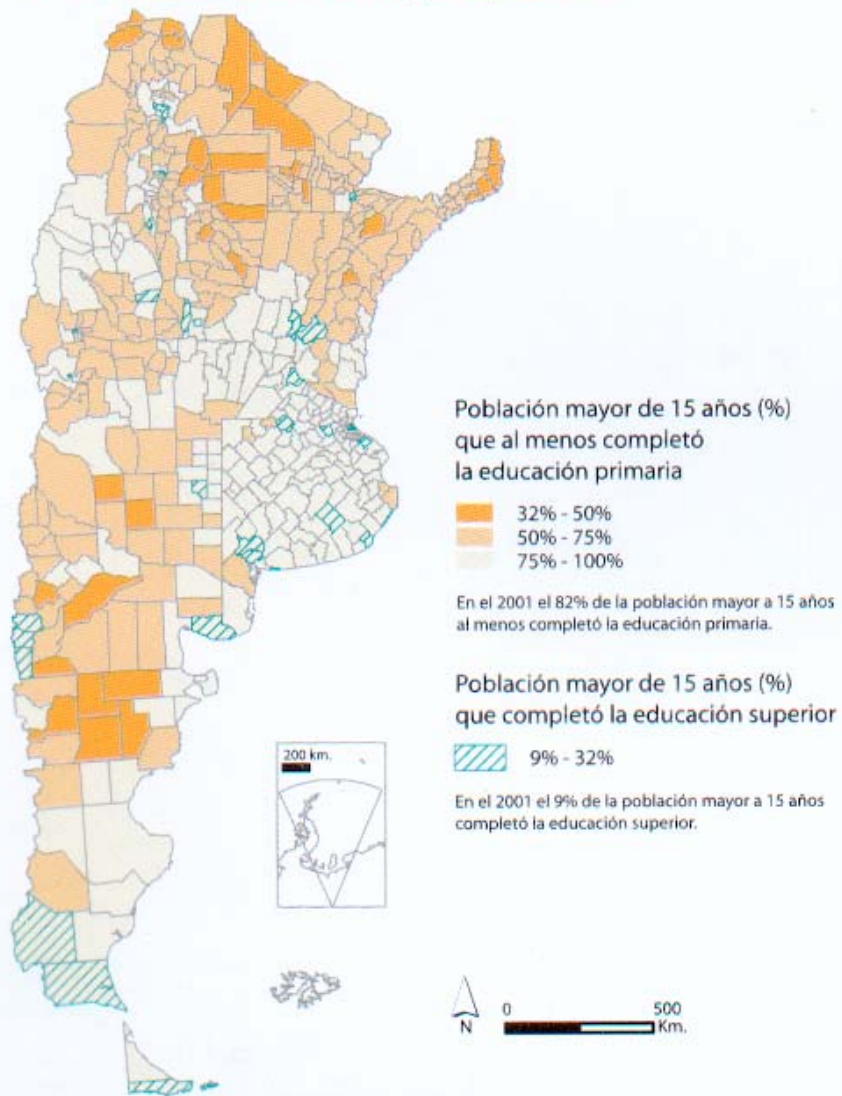 Población mayor de 15 años (%)
que al menos completó
la educación primaria
32% - 50%
50% - 75%
75% - 100%
En el 2001 el 82% de la población mayor a 15 años
al menos completó la educación primaria.
Población mayor de 15 años (%)
que completó la educación superior
9% - 32%
En el 2001 el 9% de la población mayor a 15 años
completó la educación superior.
200 km.
N
0 500
Km.